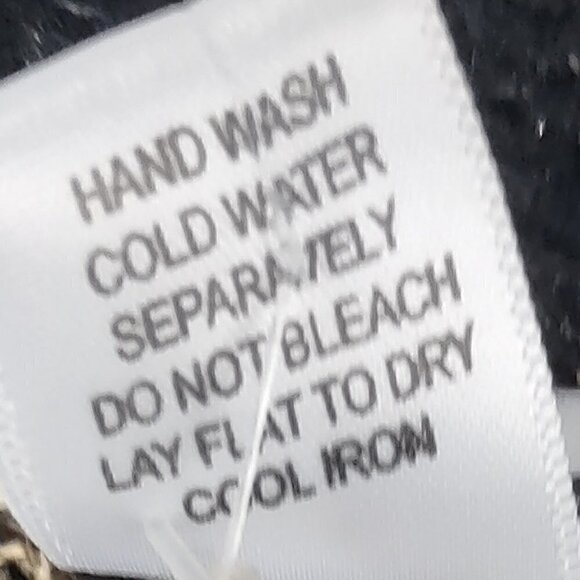 HAND WASH
COLD WATER
SEPARATELY
DO NOT BLEACH
LAY FLAT TO DRY
COOL IRON